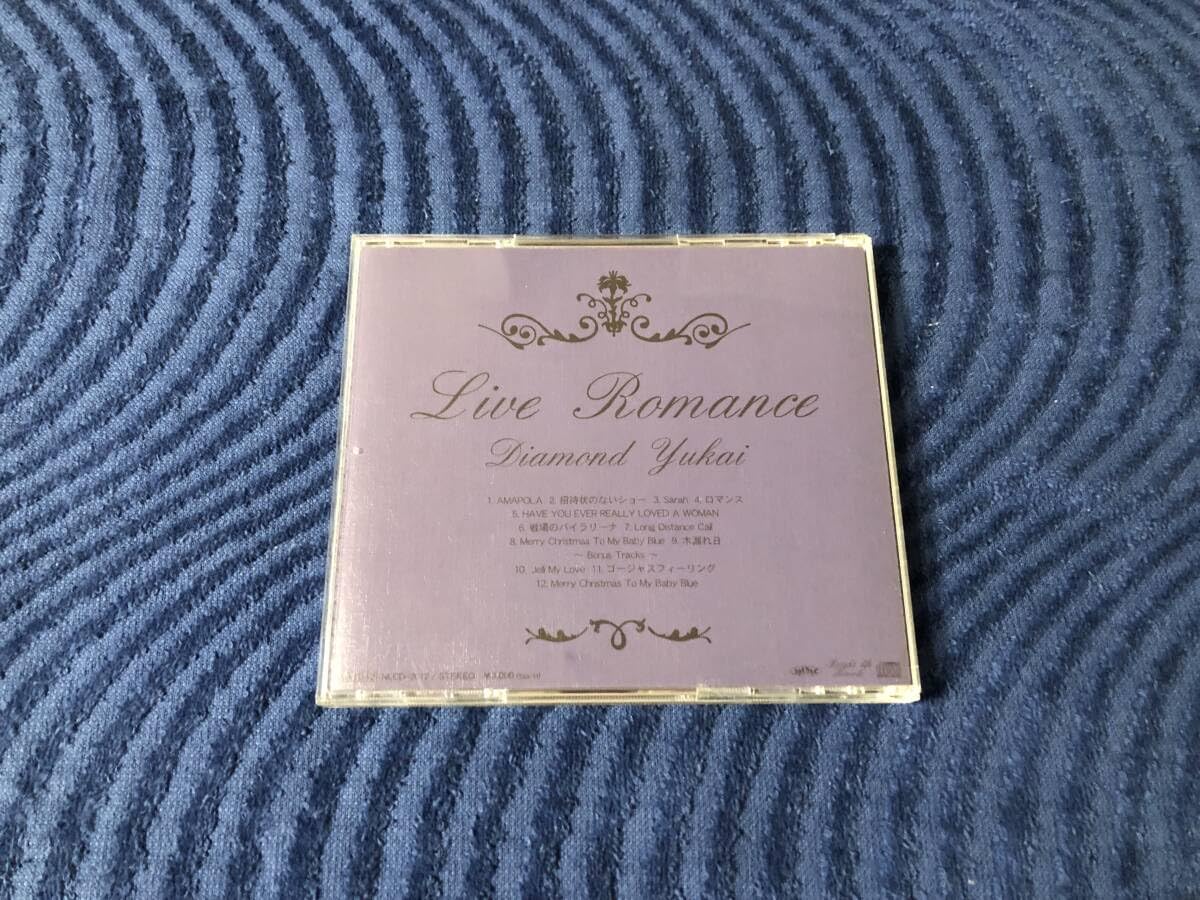 Live Romance
Diamond Yukai
1. AMAPOLA 2. 招待状のないショー 3. Sarah 4. ロマンス
5. HAVE YOU EVER REALLY LOVED A WOMAN
6. 戦場のバイラリーナ 7. Long Distance Call
8. Merry Christmas To My Baby Blue 9. 木漏れ日
～ Bonus Tracks ～
10. Jell My Love 11. ゴージャスフィーリング
12. Merry Christmas To My Baby Blue
/ STEREO ¥3,000